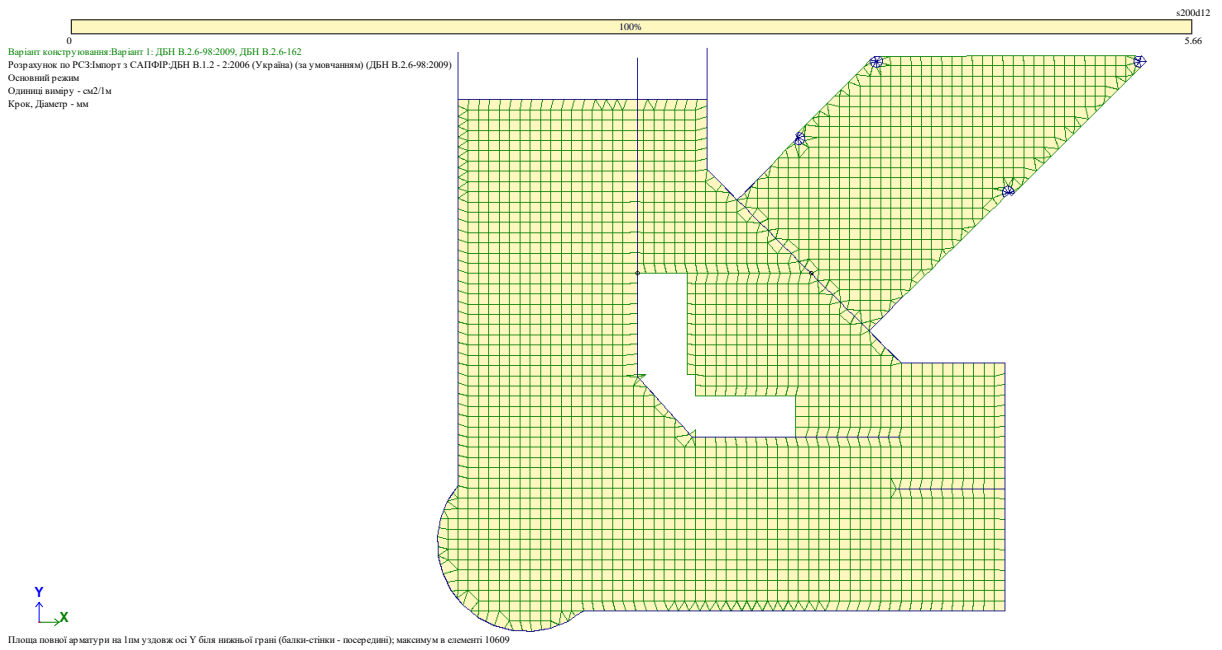 s200d12
100%
0
5.66
Варіант конструювання:Варіант 1: ДБН В.2.6-98:2009, ДБН В.2.6-162
Розрахунок по РСЗ:Імпорт з САПФІР:ДБН В.1.2 - 2:2006 (Україна) (за умовчанням) (ДБН В.2.6-98:2009)
Основний режим
Одиниці виміру - см2/1м
Крок, Діаметр - мм
Y
X
Площа повної арматури на 1пм уздовж осі Y біля нижньої грані (балки-стінки - посередині); максимум в елементі 10609